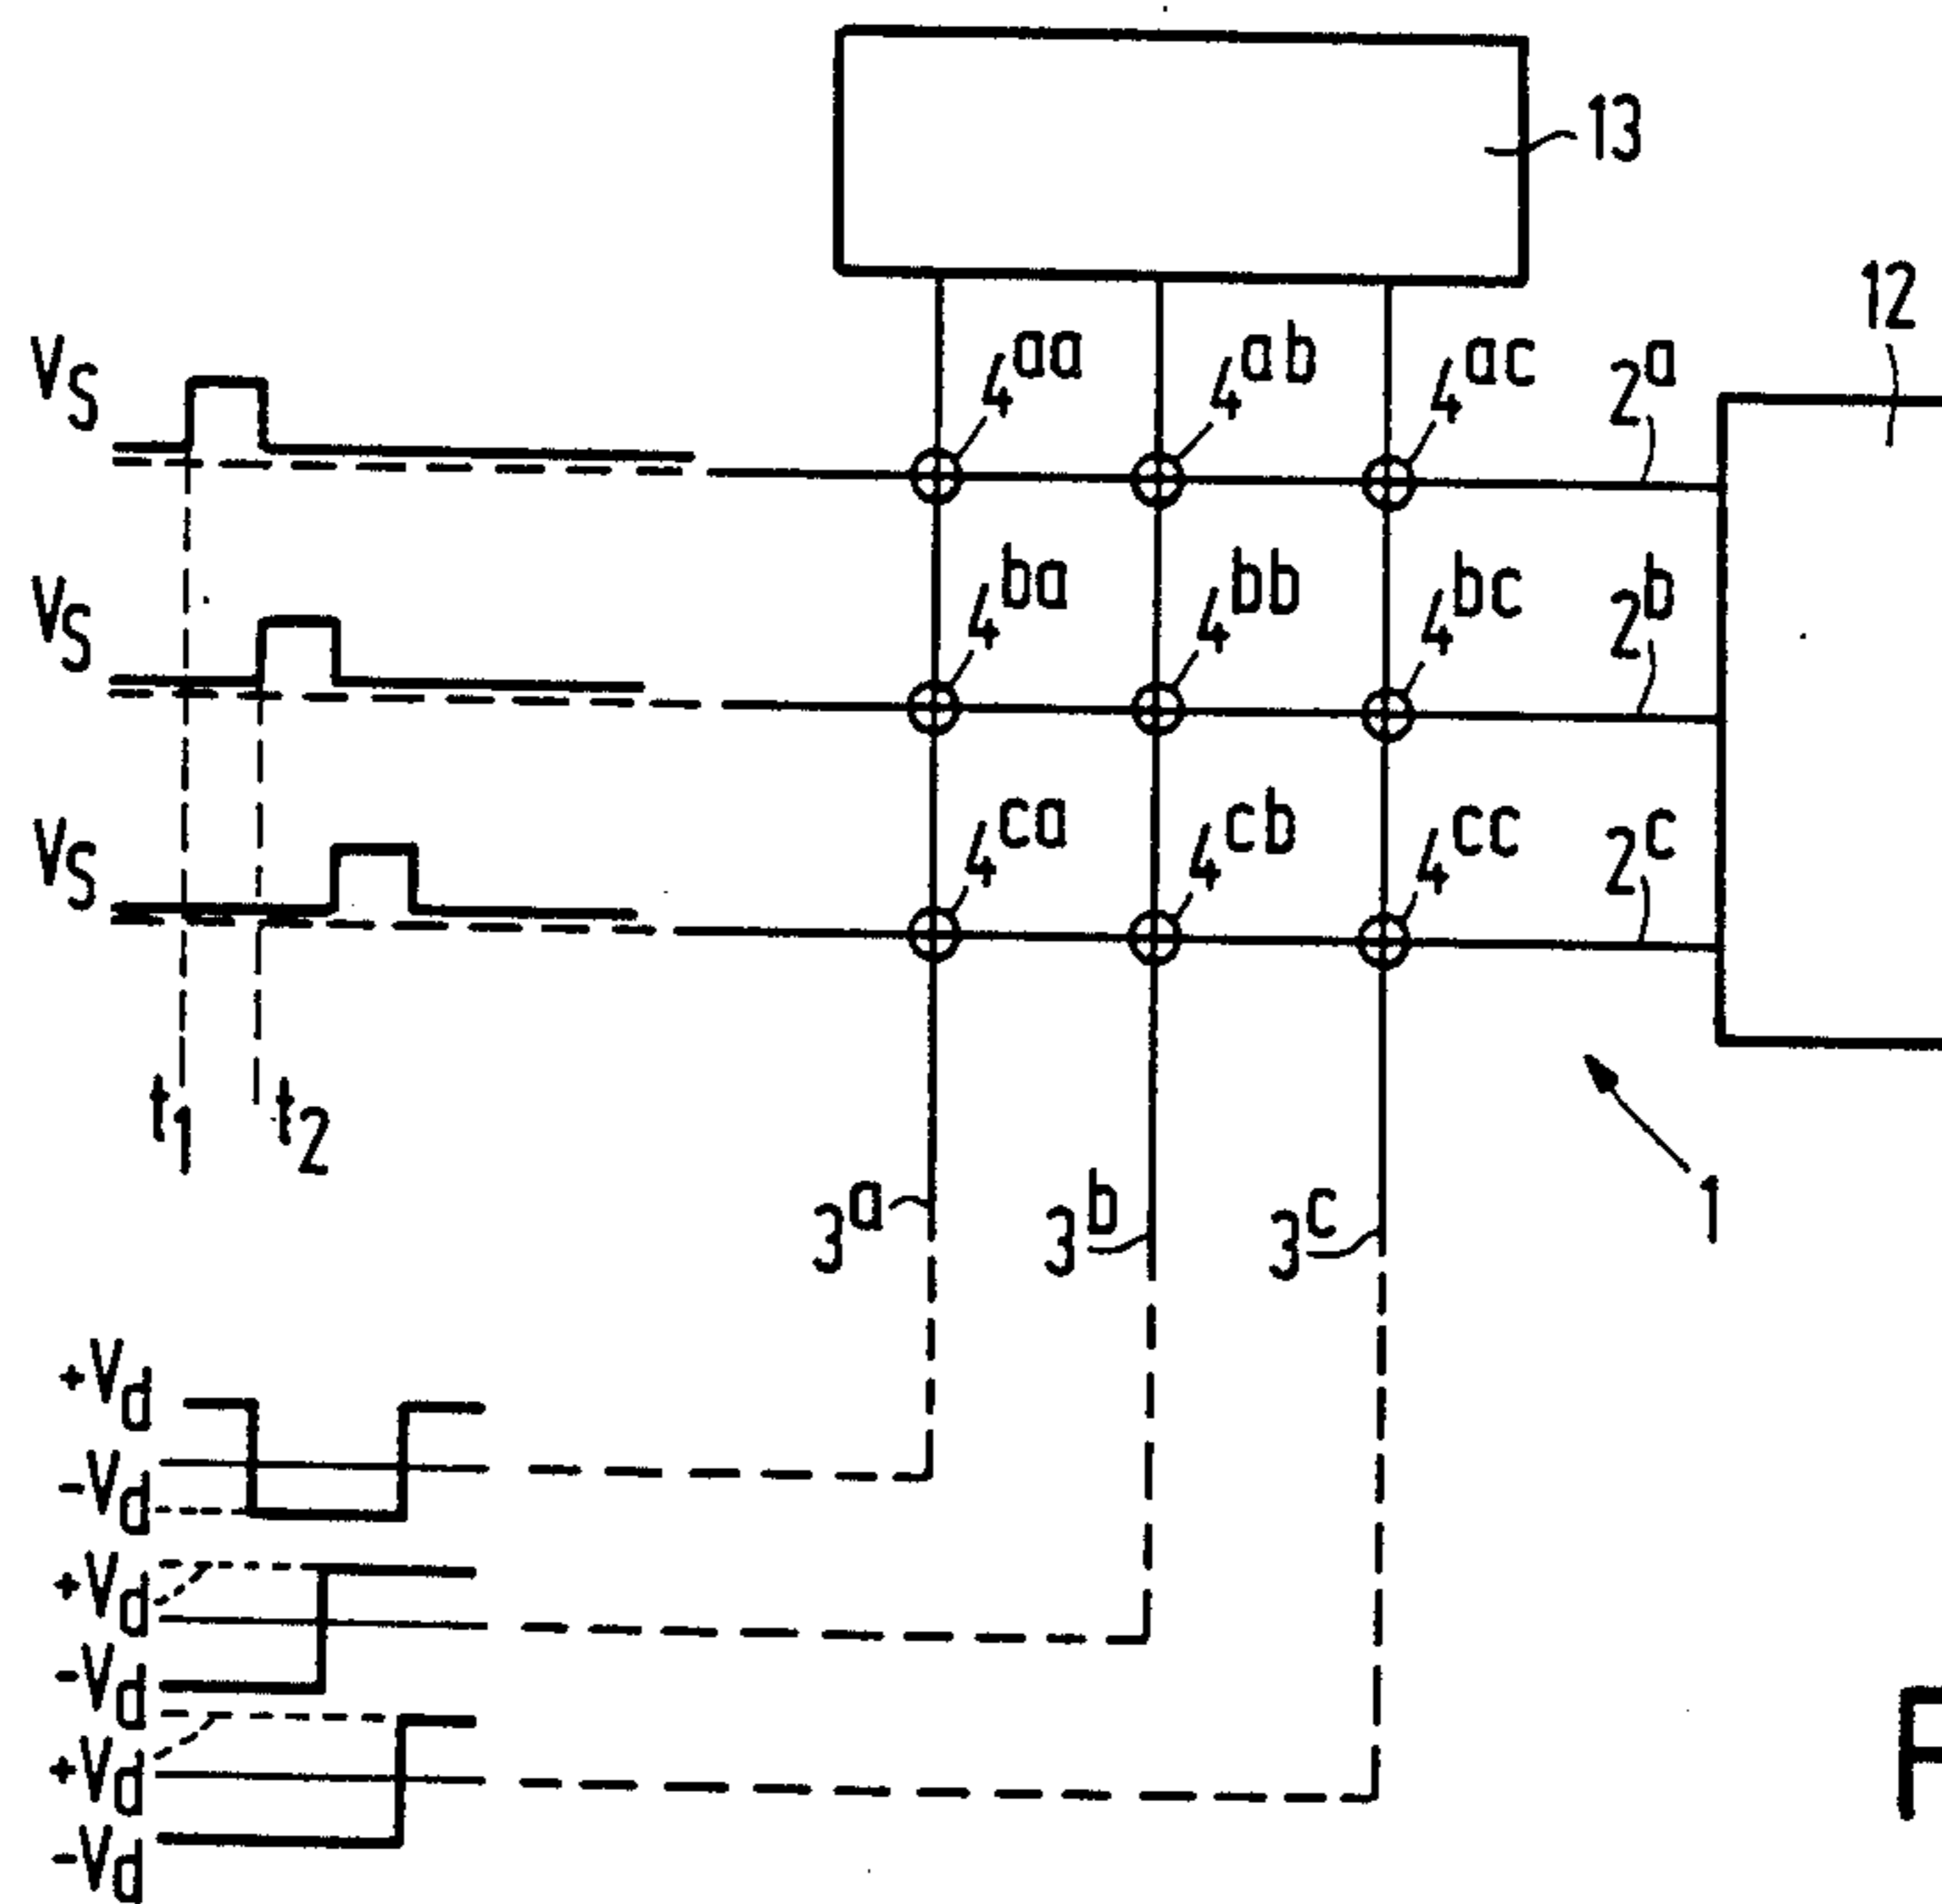 13
12
V_S 4^aa 4^ab 4^ac 2^a
V_S 4^ba 4^bb 4^bc 2^b
V_S 4^ca 4^cb 4^cc 2^c
t_1 t_2
3^a 3^b 3^c 1
+V_d
-V_d
+V_d
-V_d
+V_d
-V_d